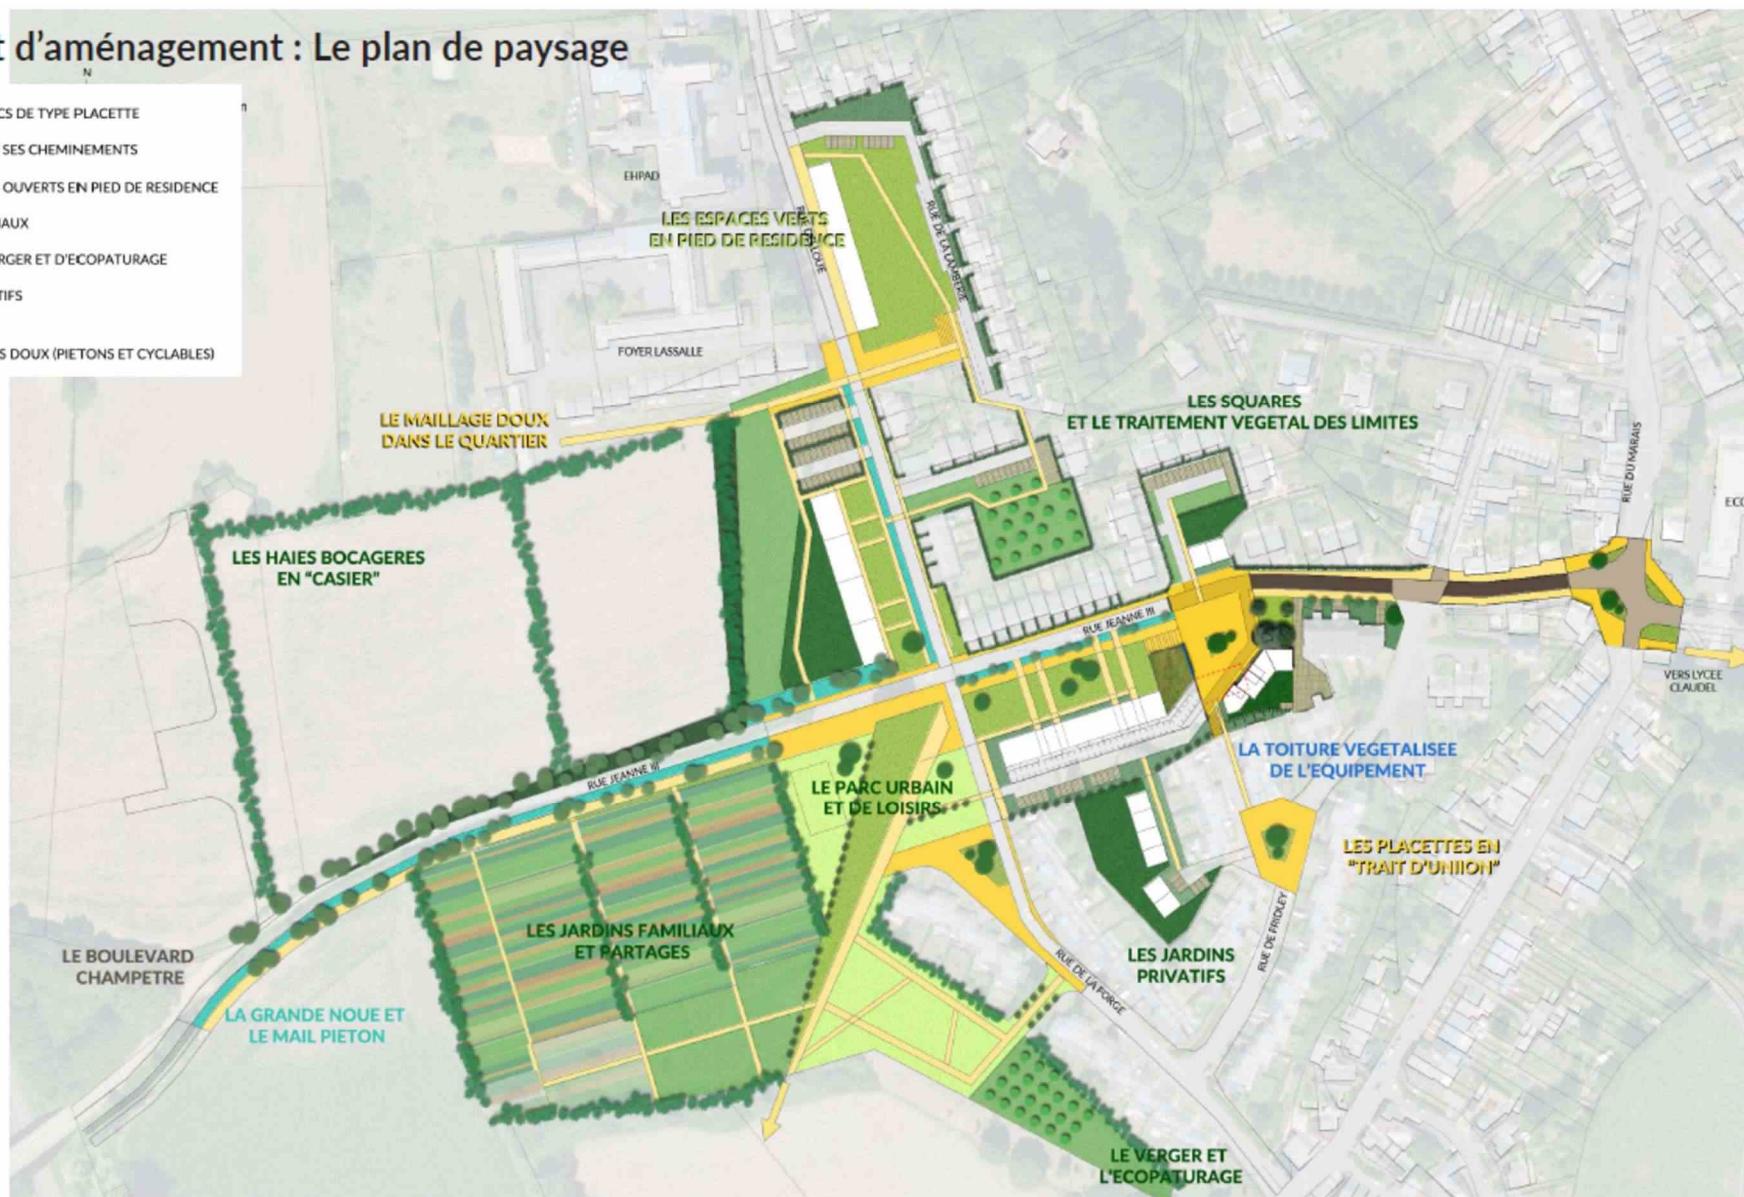 t d'aménagement : Le plan de paysage
N
CS DE TYPE PLACETTE
SES CHEMINEMENTS
OUVERTS EN PIED DE RESIDENCE
IAUX
RGER ET D'ECOPATURAGE
TIFS
S DOUX (PIETONS ET CYCLABLES)
EHPAD
LES ESPACES VERTS
EN PIED DE RESIDENCE
RUE DE LA LAMBERIE
FOYER LASSALLE
LE MAILLAGE DOUX
DANS LE QUARTIER
LES SQUARES
ET LE TRAITEMENT VEGETAL DES LIMITES
RUE DU MARAIS
ECO
LES HAIES BOCAGERES
EN "CASIER"
RUE JEANNE III
VERS LYCEE
CLAUDEL
LA TOITURE VEGETALISEE
DE L'EQUIPEMENT
RUE JEANNE III
LE PARC URBAIN
ET DE LOISIRS
LES PLACETTES EN
"TRAIT D'UNIION"
LES JARDINS FAMILIAUX
ET PARTAGES
RUE DE FRIDLEY
LE BOULEVARD
CHAMPETRE
LES JARDINS
PRIVATIFS
RUE DE LA FORGE
LA GRANDE NOUE ET
LE MAIL PIETON
LE VERGER ET
L'ECOPATURAGE